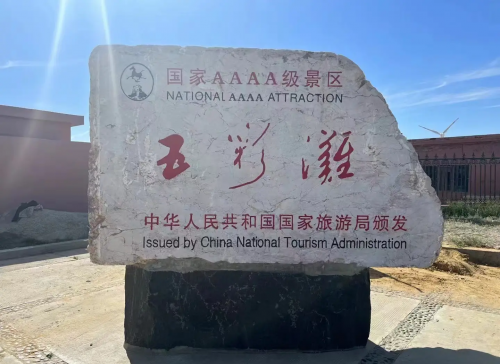 国家AAAA级景区
NATIONAL AAAA ATTRACTION
五彩滩
中华人民共和国国家旅游局颁发
Issued by China National Tourism Administration